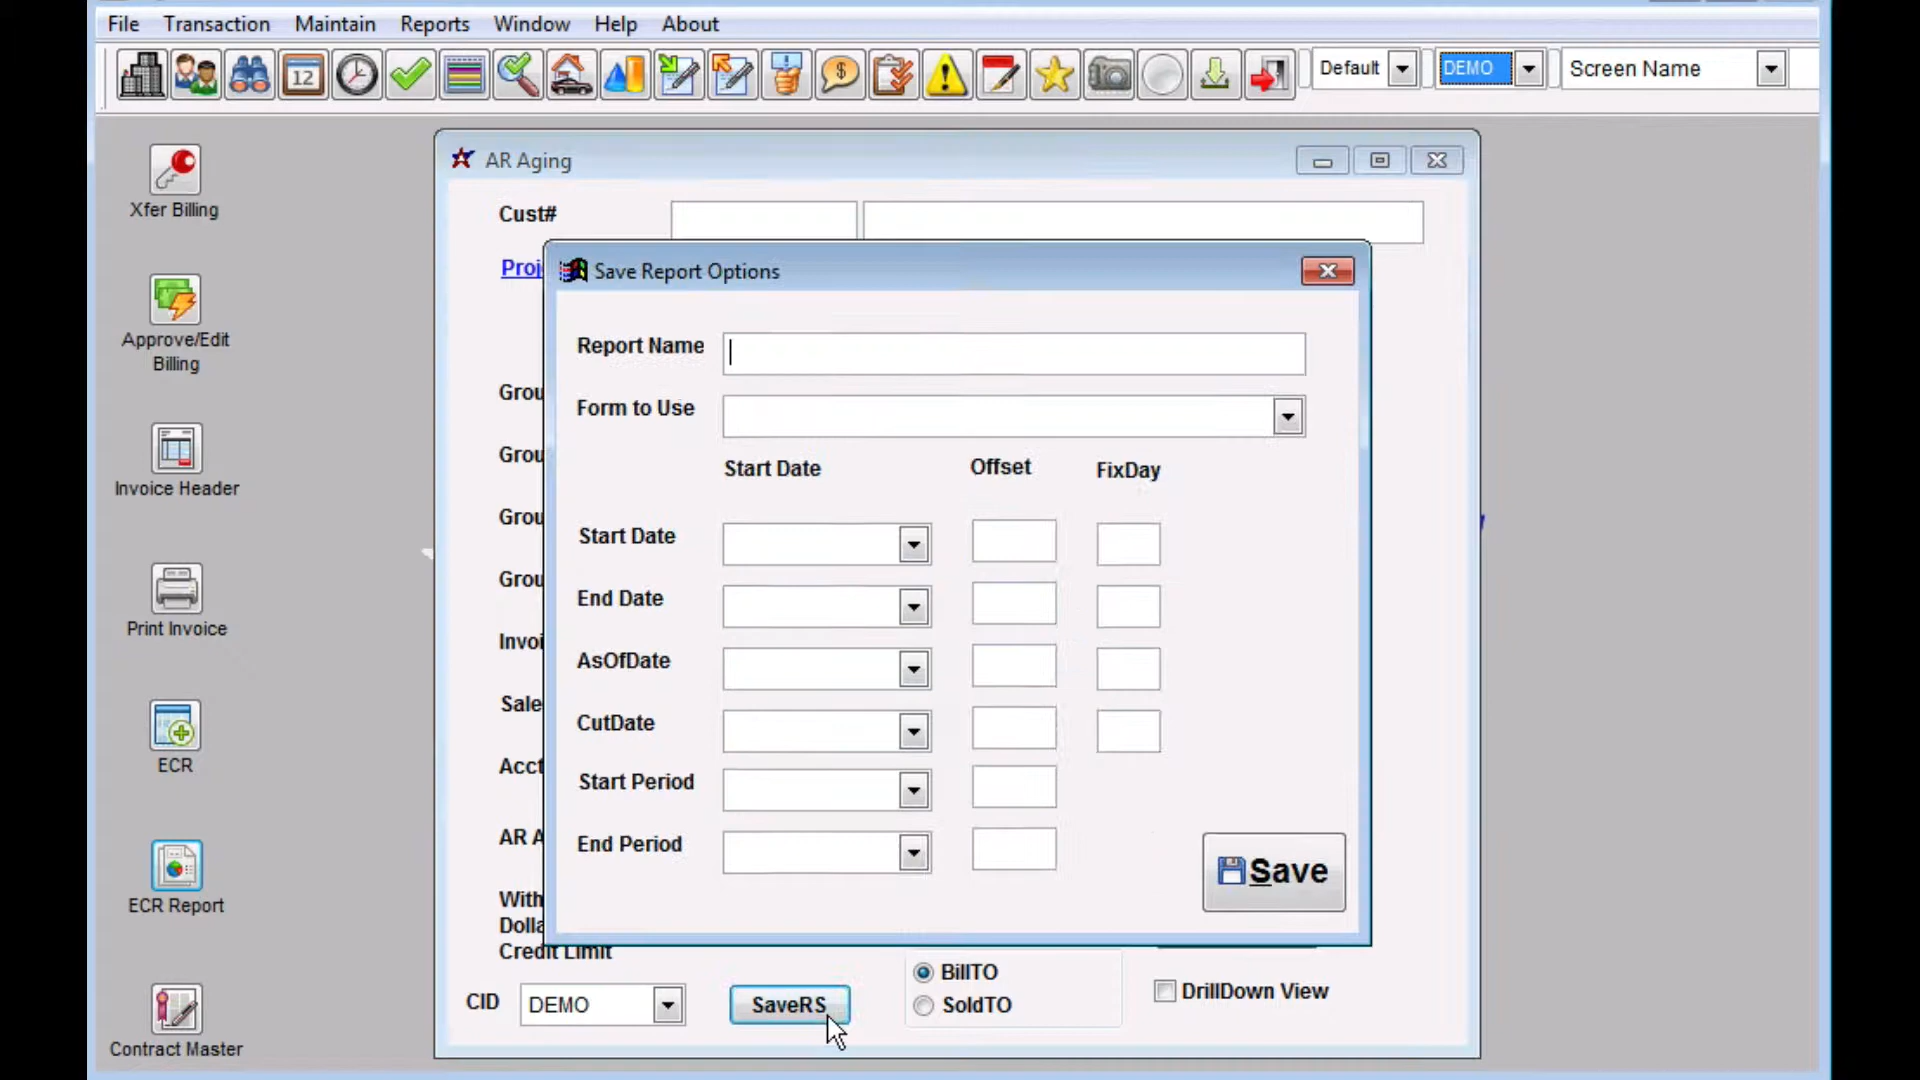 File Transaction Maintain Reports Window Help About
12
$
Default
DEMO
Screen Name
Xfer Billing
Approve/Edit
Billing
Invoice Header
Print Invoice
ECR
ECR Report
Contract Master
AR Aging
Cust#
Proj
Grou
Grou
Grou
Grou
Invoi
Sale
Acct
AR A
With
Dolla
Credit Limit
CID
DEMO
SaveRS
BillTO
SoldTO
DrillDown View
Save Report Options
Report Name
Form to Use
Start Date Offset FixDay
Start Date
End Date
AsOfDate
CutDate
Start Period
End Period
Save